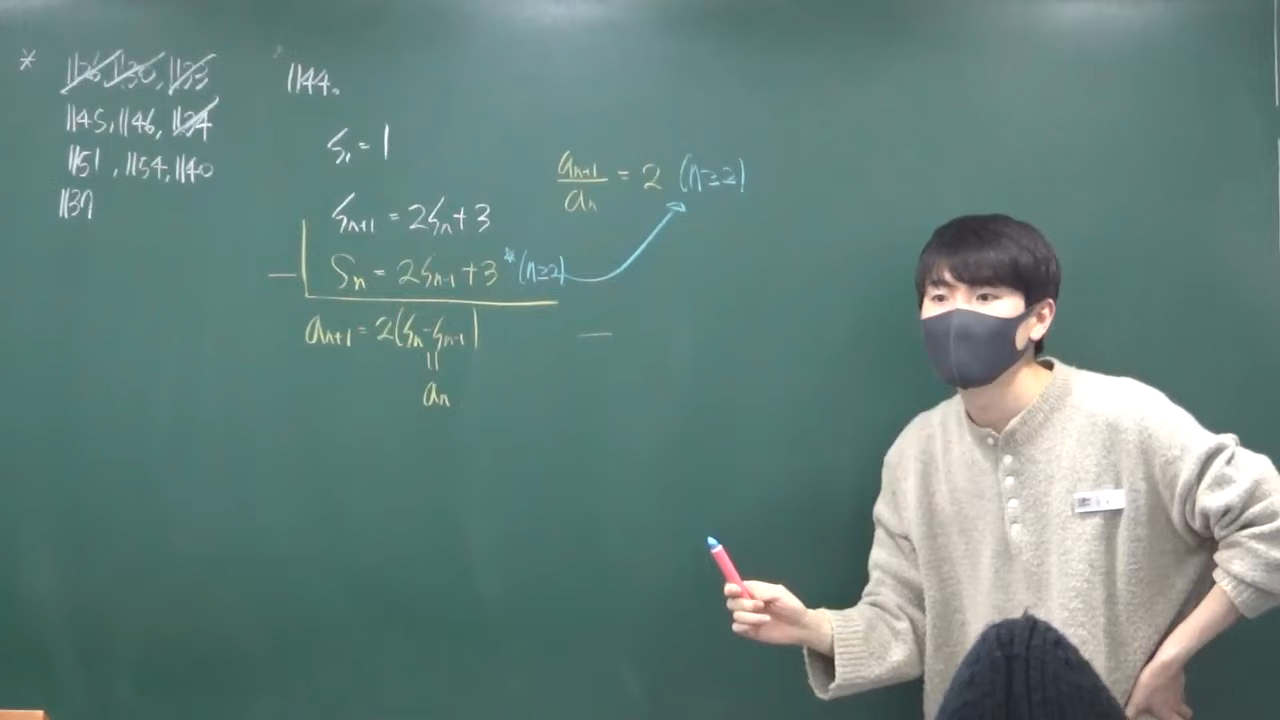 * 1126, 1130, 1133
1145, 1146, 1134
1151, 1154, 1140
1137
1144.
S₁ = 1
Sₙ₊₁ = 2Sₙ + 3
— Sₙ = 2Sₙ₋₁ + 3 * (n≥2)
aₙ₊₁ = 2(Sₙ - Sₙ₋₁)
||
aₙ
aₙ₊₁/aₙ = 2 (n≥2)
—